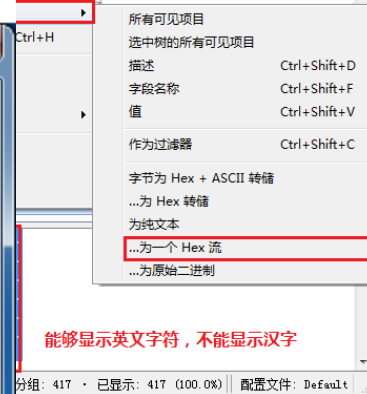 所有可见项目
Ctrl+H
选中树的所有可见项目
描述 Ctrl+Shift+D
字段名称 Ctrl+Shift+F
值 Ctrl+Shift+V
作为过滤器 Ctrl+Shift+C
字节为 Hex + ASCII 转储
...为 Hex 转储
为纯文本
...为一个 Hex 流
...为原始二进制
能够显示英文字符，不能显示汉字
分组: 417 · 已显示: 417 (100.0%) 配置文件: Default